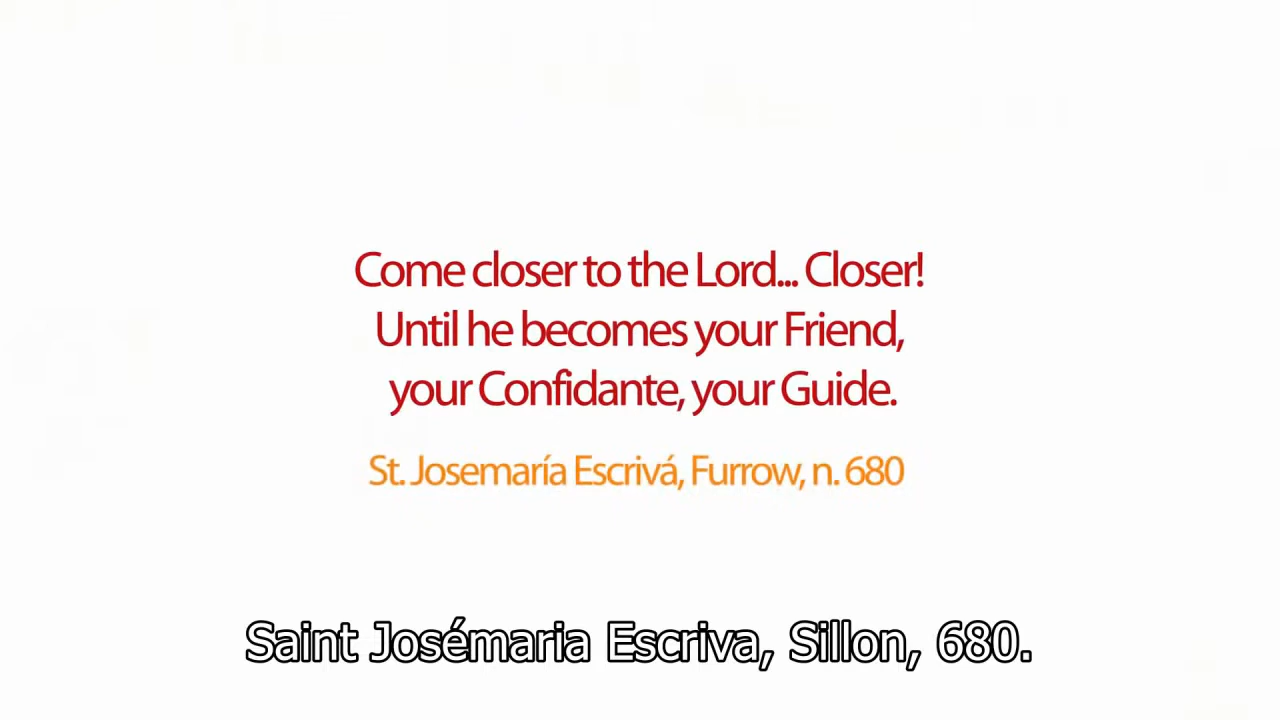 Come closer to the Lord... Closer!
Until he becomes your Friend,
your Confidante, your Guide.
St. Josemaría Escrivá, Furrow, n. 680
Saint Josémaria Escriva, Sillon, 680.